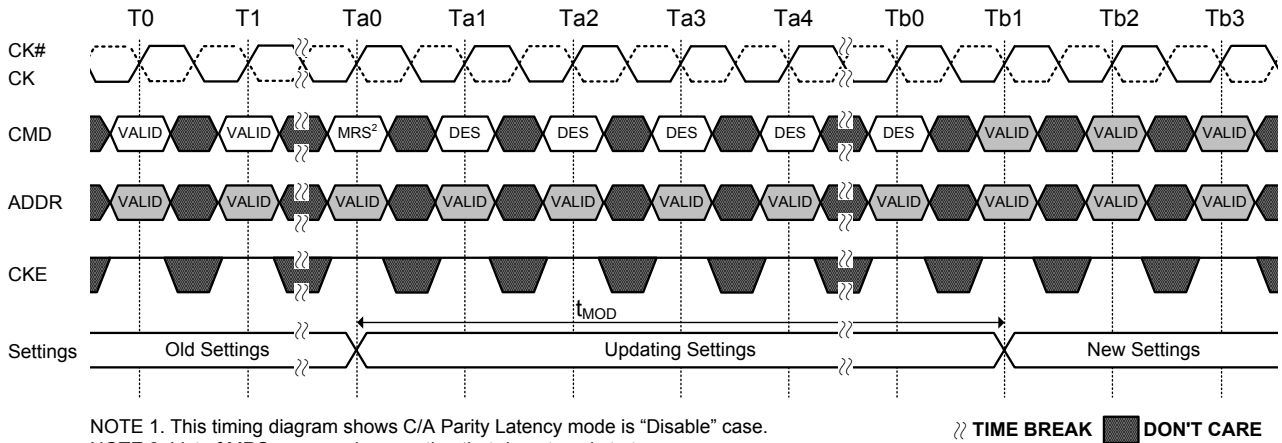 T0 T1 Ta0 Ta1 Ta2 Ta3 Ta4 Tb0 Tb1 Tb2 Tb3
CK#
CK
CMD VALID VALID MRS² DES DES DES DES DES VALID VALID VALID
ADDR VALID VALID VALID VALID VALID VALID VALID VALID VALID VALID VALID
CKE
tMOD
Settings Old Settings Updating Settings New Settings
NOTE 1. This timing diagram shows C/A Parity Latency mode is “Disable” case.
TIME BREAK DON'T CARE